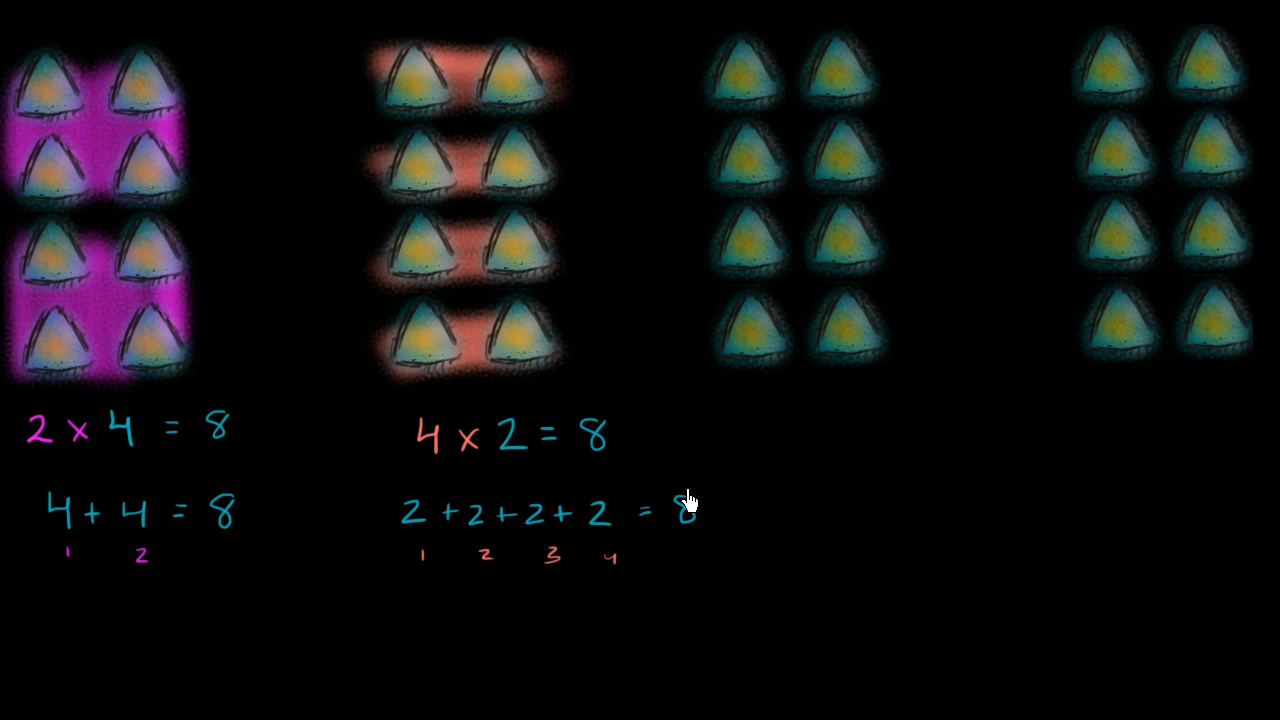 2 x 4 = 8
4 + 4 = 8
1 2
4 x 2 = 8
2 + 2 + 2 + 2 = 8
1 2 3 4